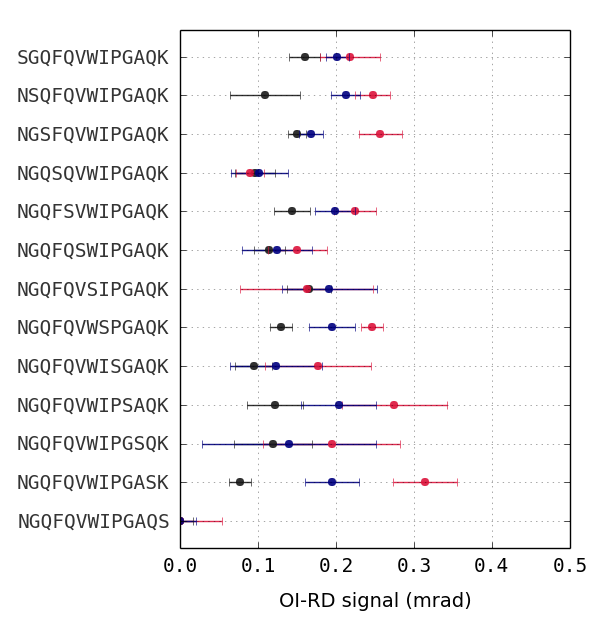 SGQFQVWIPGAQK
NSQFQVWIPGAQK
NGSFQVWIPGAQK
NGQSQVWIPGAQK
NGQFSVWIPGAQK
NGQFQSWIPGAQK
NGQFQVSIPGAQK
NGQFQVWSPGAQK
NGQFQVWISGAQK
NGQFQVWIPSAQK
NGQFQVWIPGSQK
NGQFQVWIPGASK
NGQFQVWIPGAQS
0.0 0.1 0.2 0.3 0.4 0.5
OI-RD signal (mrad)